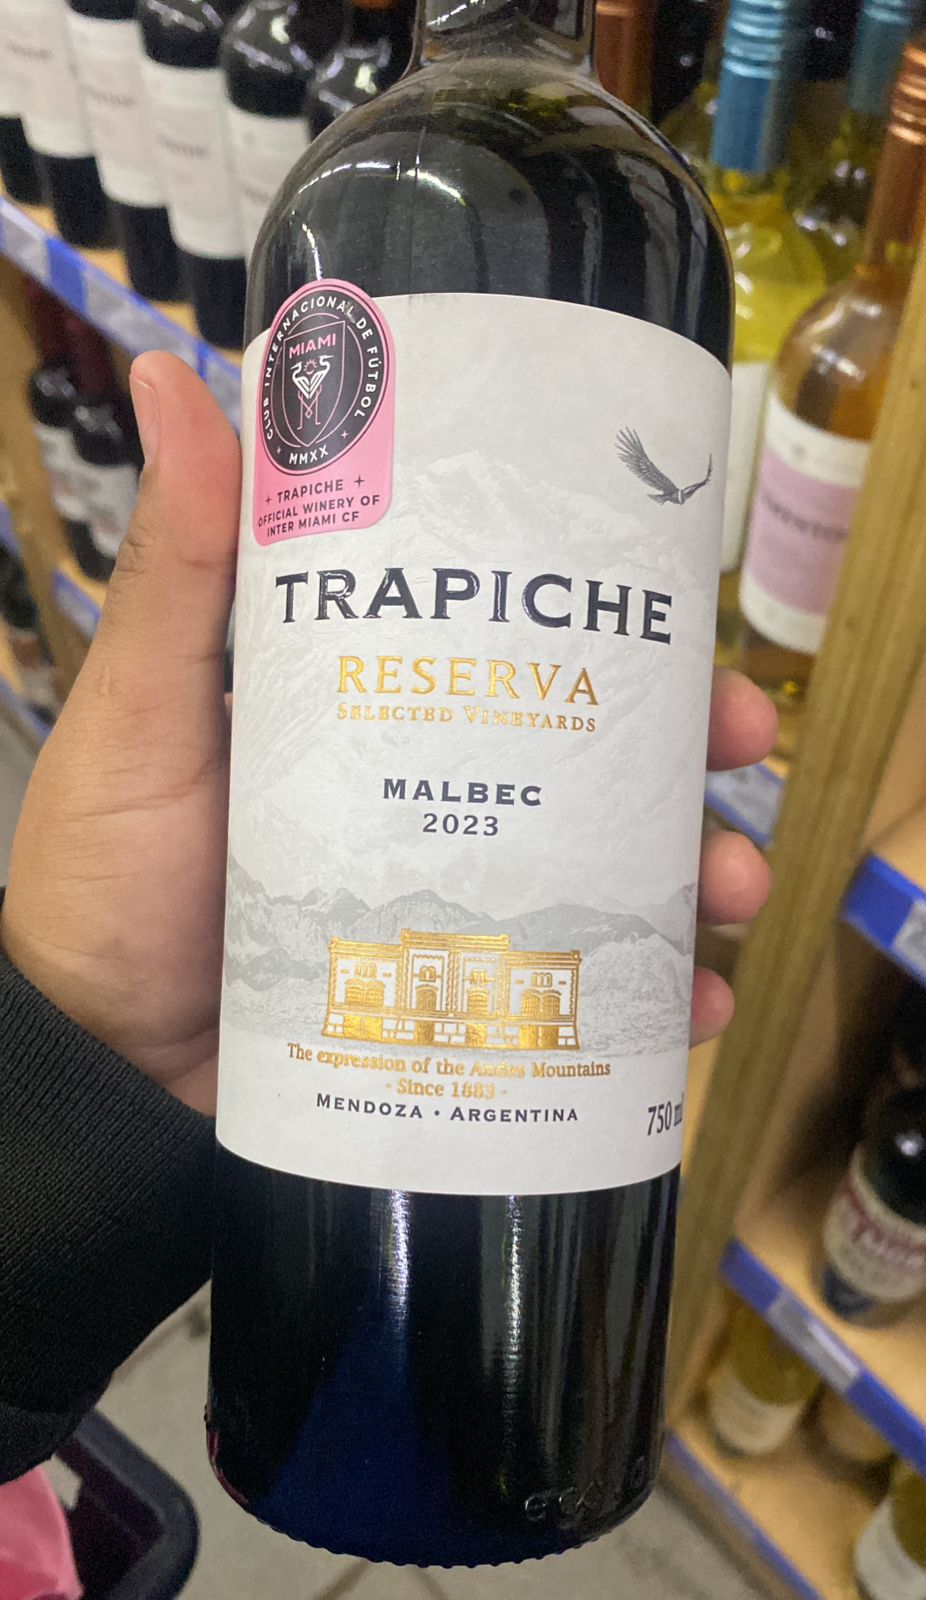 CLUB INTERNACIONAL DE FÚTBOL
MIAMI
MMXX
TRAPICHE
OFFICIAL WINERY OF
INTER MIAMI CF
TRAPICHE
RESERVA
SELECTED VINEYARDS
MALBEC
2023
The expression of the Andes Mountains
- Since 1883 -
MENDOZA • ARGENTINA
750 ml